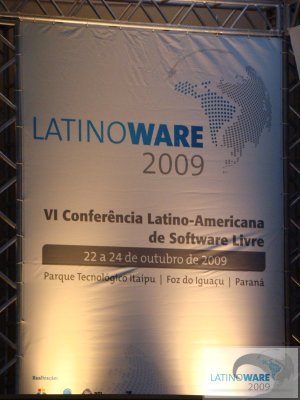 LATINOWARE
2009
VI Conferência Latino-Americana
de Software Livre
22 a 24 de outubro de 2009
Parque Tecnológico Itaipu | Foz do Iguaçu | Paraná
Realização:
LATINOWARE
2009